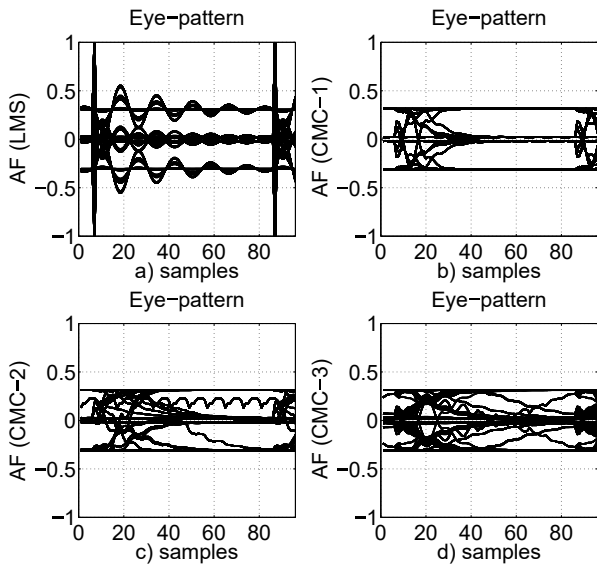 Eye−pattern
1
0.5
0
−0.5
−1
AF (LMS)
0 20 40 60 80
a) samples
Eye−pattern
1
0.5
0
−0.5
−1
AF (CMC−1)
0 20 40 60 80
b) samples
Eye−pattern
1
0.5
0
−0.5
−1
AF (CMC−2)
0 20 40 60 80
c) samples
Eye−pattern
1
0.5
0
−0.5
−1
AF (CMC−3)
0 20 40 60 80
d) samples